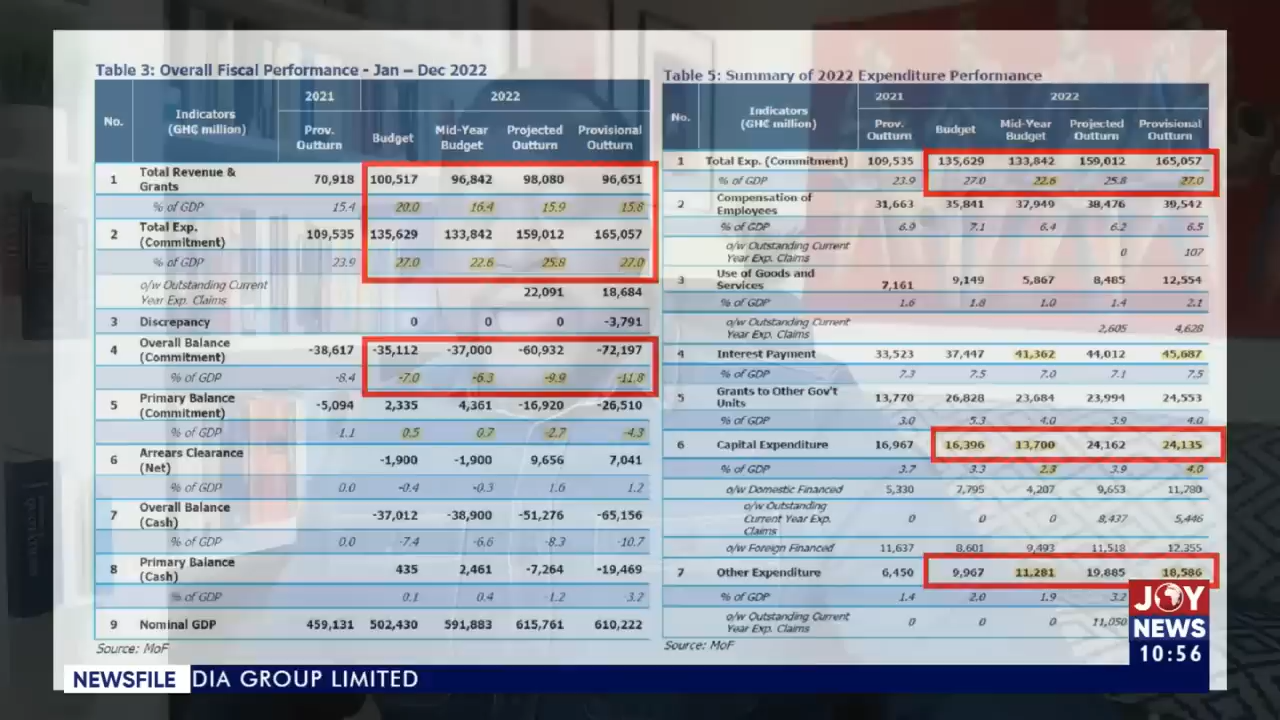 Table 3: Overall Fiscal Performance - Jan – Dec 2022
No. Indicators (GH₵ million) 2021 2022
Prov. Outturn Budget Mid-Year Budget Projected Outturn Provisional Outturn
1 Total Revenue & Grants 70,918 100,517 96,842 98,080 96,651
% of GDP 15.4 20.0 16.4 15.9 15.8
2 Total Exp. (Commitment) 109,535 135,629 133,842 159,012 165,057
% of GDP 23.9 27.0 22.6 25.8 27.0
o/w Outstanding Current Year Exp. Claims 22,091 18,684
3 Discrepancy 0 0 0 -3,791
4 Overall Balance (Commitment) -38,617 -35,112 -37,000 -60,932 -72,197
% of GDP -8.4 -7.0 -6.3 -9.9 -11.8
5 Primary Balance (Commitment) -5,094 2,335 4,361 -16,920 -26,510
% of GDP 1.1 0.5 0.7 -2.7 -4.3
6 Arrears Clearance (Net) -1,900 -1,900 9,656 7,041
% of GDP 0.0 -0.4 -0.3 1.6 1.2
7 Overall Balance (Cash) -37,012 -38,900 -51,276 -65,156
% of GDP 0.0 -7.4 -6.6 -8.3 -10.7
8 Primary Balance (Cash) 435 2,461 -7,264 -19,469
% of GDP 0.1 0.4 -1.2 -3.2
9 Nominal GDP 459,131 502,430 591,883 615,761 610,222
Source: MoF
Table 5: Summary of 2022 Expenditure Performance
No. Indicators (GH₵ million) 2021 2022
Prov. Outturn Budget Mid-Year Budget Projected Outturn Provisional Outturn
1 Total Exp. (Commitment) 109,535 135,629 133,842 159,012 165,057
% of GDP 23.9 27.0 22.6 25.8 27.0
2 Compensation of Employees 31,663 35,841 37,949 38,476 39,542
% of GDP 6.9 7.1 6.4 6.2 6.5
o/w Outstanding Current Year Exp. Claims 0 107
3 Use of Goods and Services 7,161 9,149 5,867 8,485 12,554
% of GDP 1.6 1.8 1.0 1.4 2.1
o/w Outstanding Current Year Exp. Claims 2,605 4,628
4 Interest Payment 33,523 37,447 41,362 44,012 45,687
% of GDP 7.3 7.5 7.0 7.1 7.5
5 Grants to Other Gov't Units 13,770 26,828 23,684 23,994 24,553
% of GDP 3.0 5.3 4.0 3.9 4.0
6 Capital Expenditure 16,967 16,396 13,700 24,162 24,135
% of GDP 3.7 3.3 2.3 3.9 4.0
o/w Domestic Financed 5,330 7,795 4,207 9,653 11,780
o/w Outstanding Current Year Exp. Claims 0 0 0 8,437 5,446
o/w Foreign Financed 11,637 8,601 9,493 11,518 12,355
7 Other Expenditure 6,450 9,967 11,281 19,885 18,586
% of GDP 1.4 2.0 1.9 3.2
o/w Outstanding Current Year Exp. Claims 0 0 0 11,050
Source: MoF
JOY
NEWS
10:56
NEWSFILE DIA GROUP LIMITED